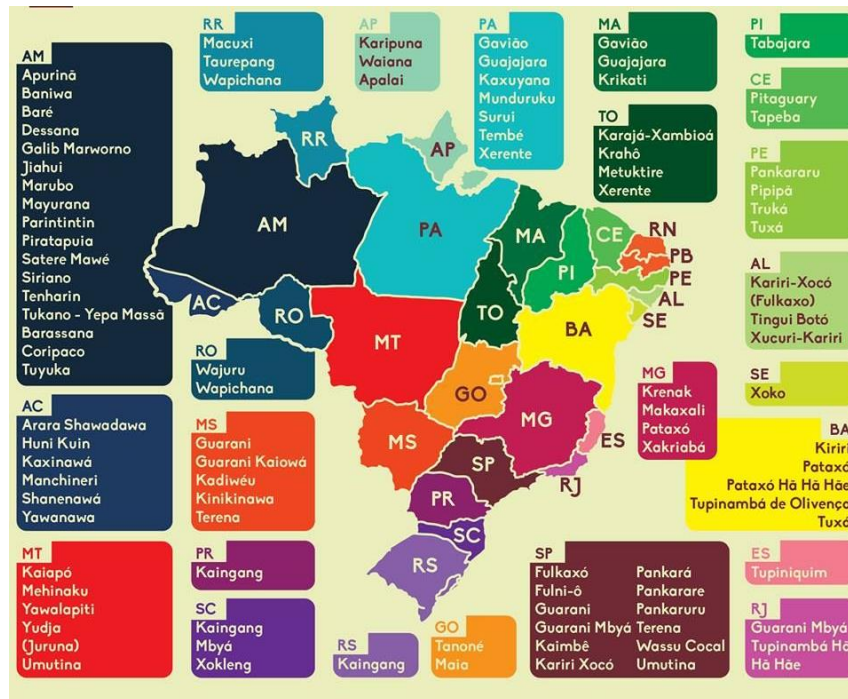 AM
Apurinã
Baniwa
Baré
Dessana
Galib Marworno
Jiahui
Marubo
Mayurana
Parintintin
Piratapuia
Satere Mawé
Siriano
Tenharin
Tukano - Yepa Massã
Barassana
Coripaco
Tuyuka
RR
Macuxi
Taurepang
Wapichana
AP
Karipuna
Waiana
Apalai
PA
Gavião
Guajajara
Kaxuyana
Munduruku
Surui
Tembé
Xerente
MA
Gavião
Guajajara
Krikati
TO
Karajá-Xambioá
Krahô
Metuktire
Xerente
PI
Tabajara
CE
Pitaguary
Tapeba
PE
Pankararu
Pipipã
Truká
Tuxá
AL
Kariri-Xocó
(Fulkaxo)
Tingui Botó
Xucuri-Kariri
SE
Xoko
RR
AP
AM
PA
MA
CE
RN
PB
PE
AL
SE
PI
AC
RO
TO
MT
BA
GO
MG
ES
MS
SP
RJ
PR
SC
RS
RO
Wajuru
Wapichana
MG
Krenak
Makaxali
Pataxó
Xakriabá
BA
Kiriri
Pataxó
Pataxó Hã Hã Hãe
Tupinambá de Olivença
Tuxá
AC
Arara Shawadawa
Huni Kuin
Kaxinawá
Manchineri
Shanenawá
Yawanawa
MS
Guarani
Guarani Kaiowá
Kadiwéu
Kinikinawa
Terena
MT
Kaiapó
Mehinaku
Yawalapiti
Yudja
(Juruna)
Umutina
PR
Kaingang
SC
Kaingang
Mbyá
Xokleng
RS
Kaingang
GO
Tanoné
Maia
SP
Fulkaxó
Fulni-ô
Guarani
Guarani Mbyá
Kaimbê
Kariri Xocó
Pankará
Pankarare
Pankaruru
Terena
Wassu Cocal
Umutina
ES
Tupiniquim
RJ
Guarani Mbyá
Tupinambá Hã
Hã Hãe